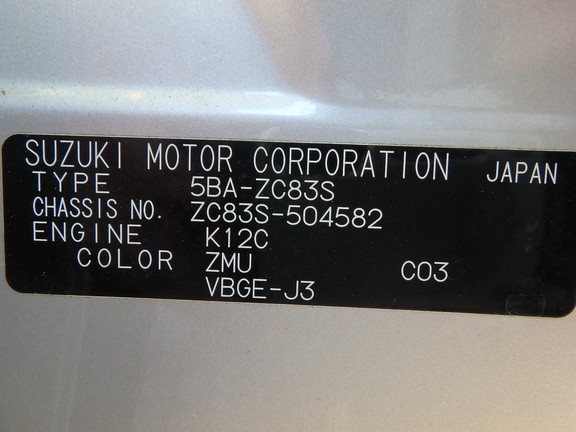 SUZUKI MOTOR CORPORATION JAPAN
TYPE 5BA-ZC83S
CHASSIS NO. ZC83S-504582
ENGINE K12C
COLOR ZMU C03
VBGE-J3